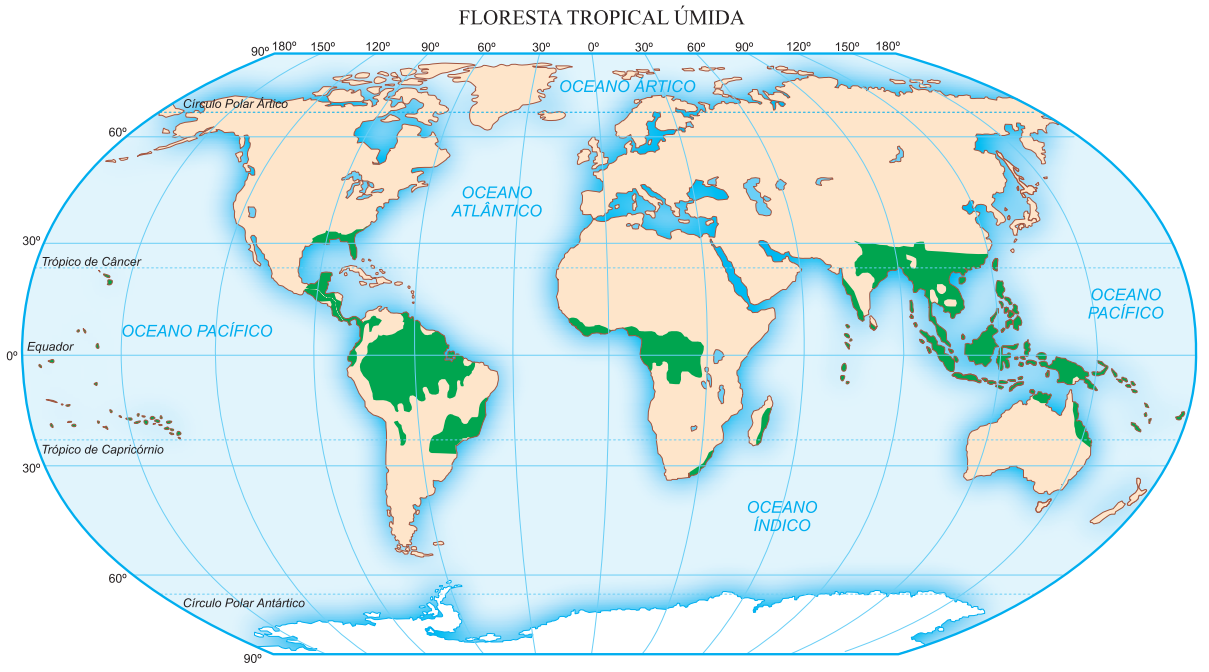 FLORESTA TROPICAL ÚMIDA
90º 180º 150º 120º 90º 60º 30º 0º 30º 60º 90º 120º 150º 180º
OCEANO ÁRTICO
Círculo Polar Ártico
60º
OCEANO
ATLÂNTICO
30º
Trópico de Câncer
OCEANO
PACÍFICO
OCEANO PACÍFICO
Equador
0º
Trópico de Capricórnio
30º
OCEANO
ÍNDICO
60º
Círculo Polar Antártico
90º